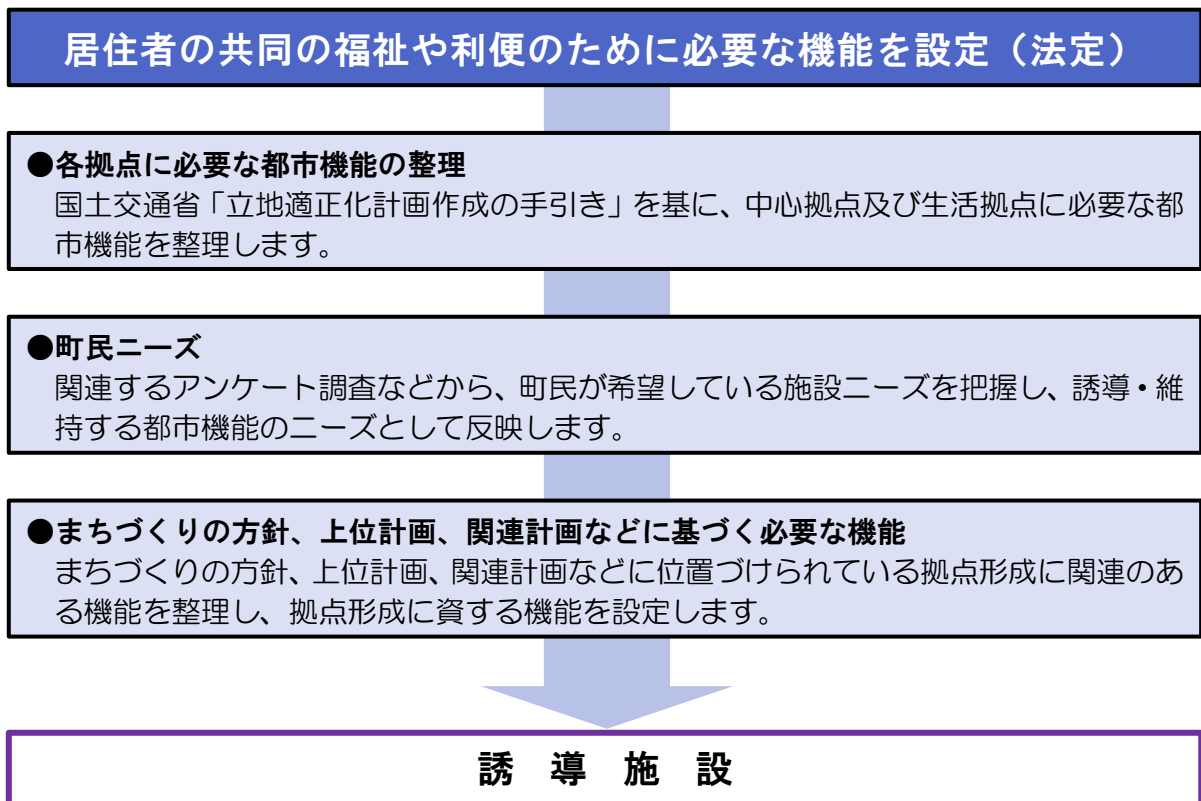 居住者の共同の福祉や利便のために必要な機能を設定（法定）
●各拠点に必要な都市機能の整理
国土交通省「立地適正化計画作成の手引き」を基に、中心拠点及び生活拠点に必要な都
市機能を整理します。
●町民ニーズ
関連するアンケート調査などから、町民が希望している施設ニーズを把握し、誘導・維
持する都市機能のニーズとして反映します。
●まちづくりの方針、上位計画、関連計画などに基づく必要な機能
まちづくりの方針、上位計画、関連計画などに位置づけられている拠点形成に関連のあ
る機能を整理し、拠点形成に資する機能を設定します。
誘　導　施　設